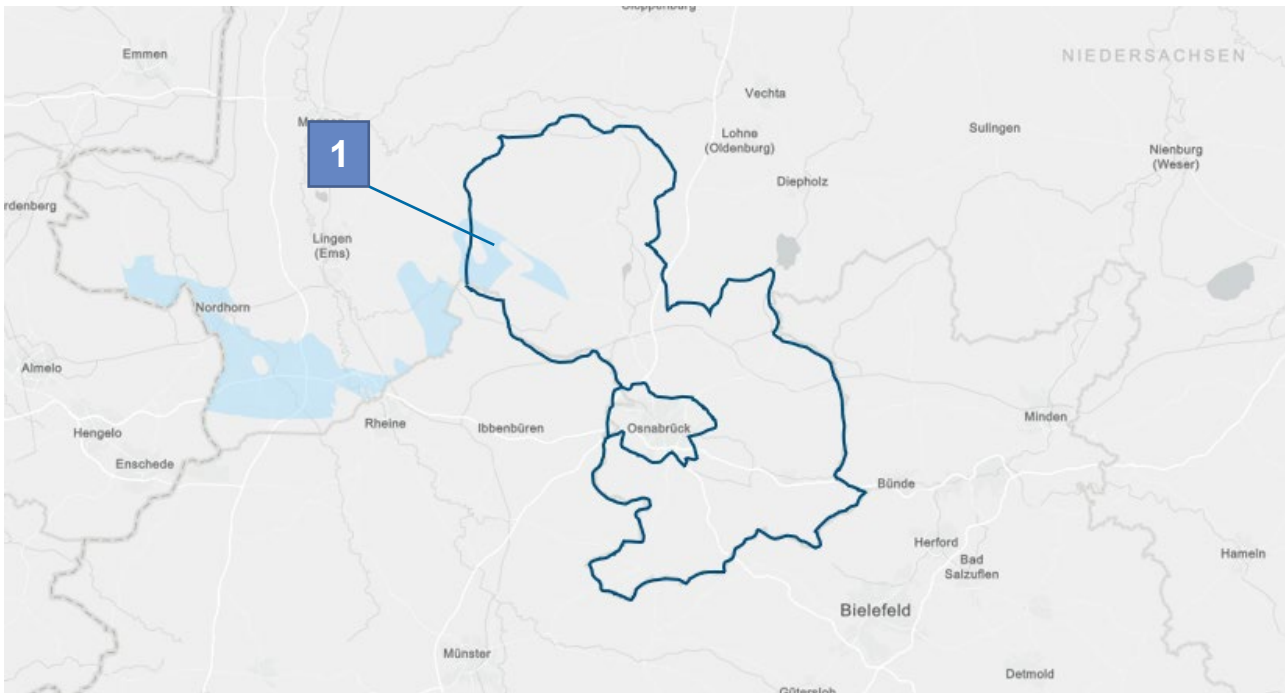 Emmen
NIEDERSACHSEN
Vechta
Lohne
(Oldenburg)
Sulingen
Nienburg
(Weser)
1
Diepholz
rdenberg
Lingen
(Ems)
Nordhorn
Almelo
Rheine
Ibbenbüren
Osnabrück
Minden
Hengelo
Enschede
Bünde
Herford
Bad
Salzuflen
Hameln
Bielefeld
Münster
Detmold